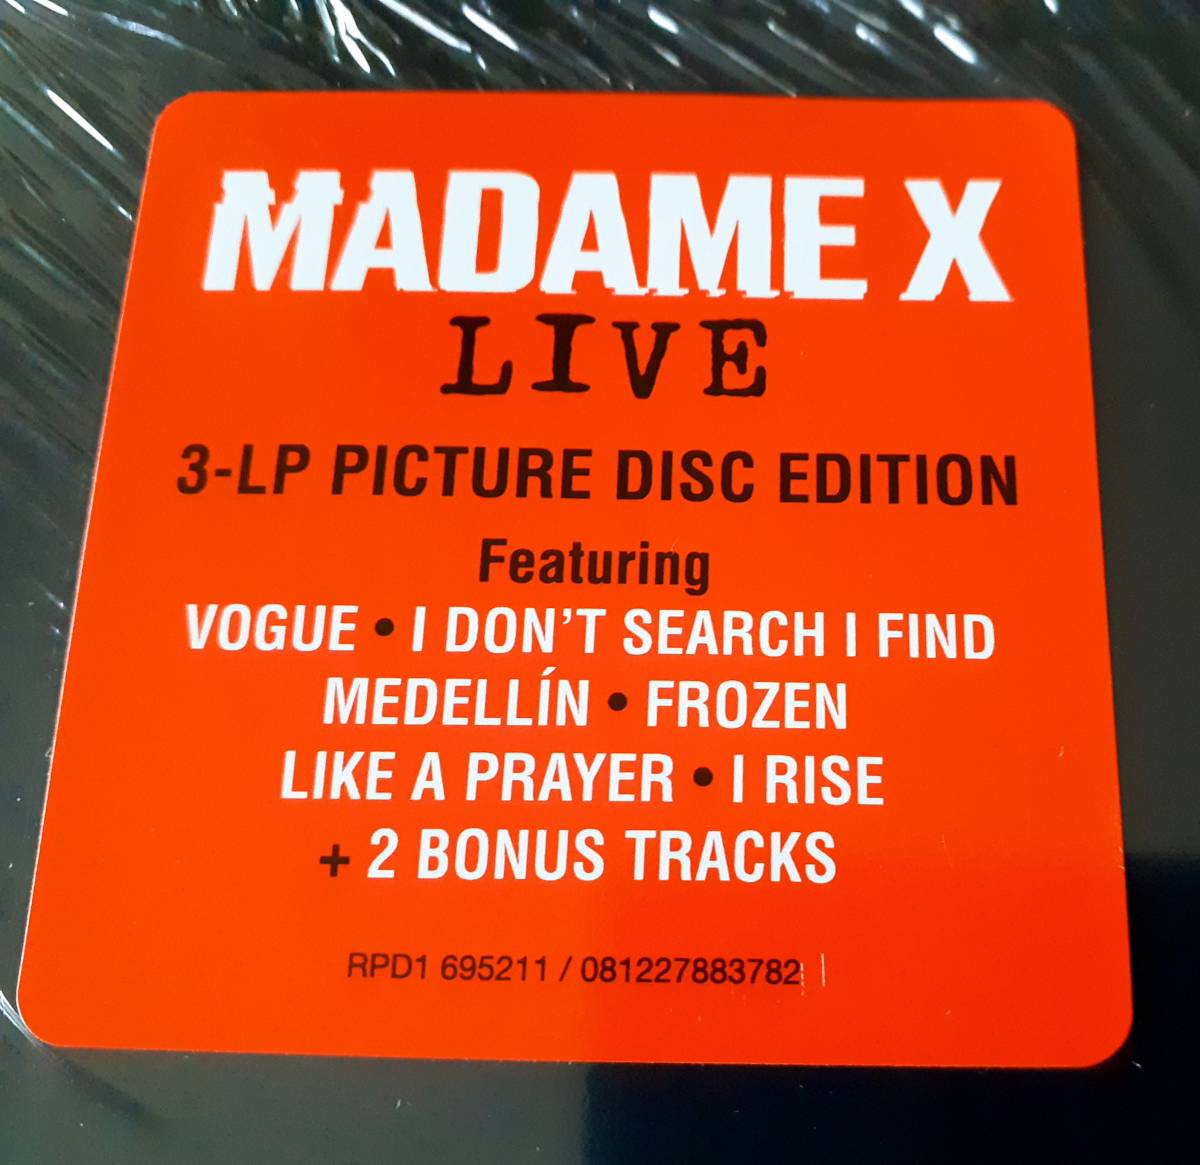 MADAME X
LIVE
3-LP PICTURE DISC EDITION
Featuring
VOGUE • I DON'T SEARCH I FIND
MEDELLÍN • FROZEN
LIKE A PRAYER • I RISE
+ 2 BONUS TRACKS
RPD1 695211 / 081227883782